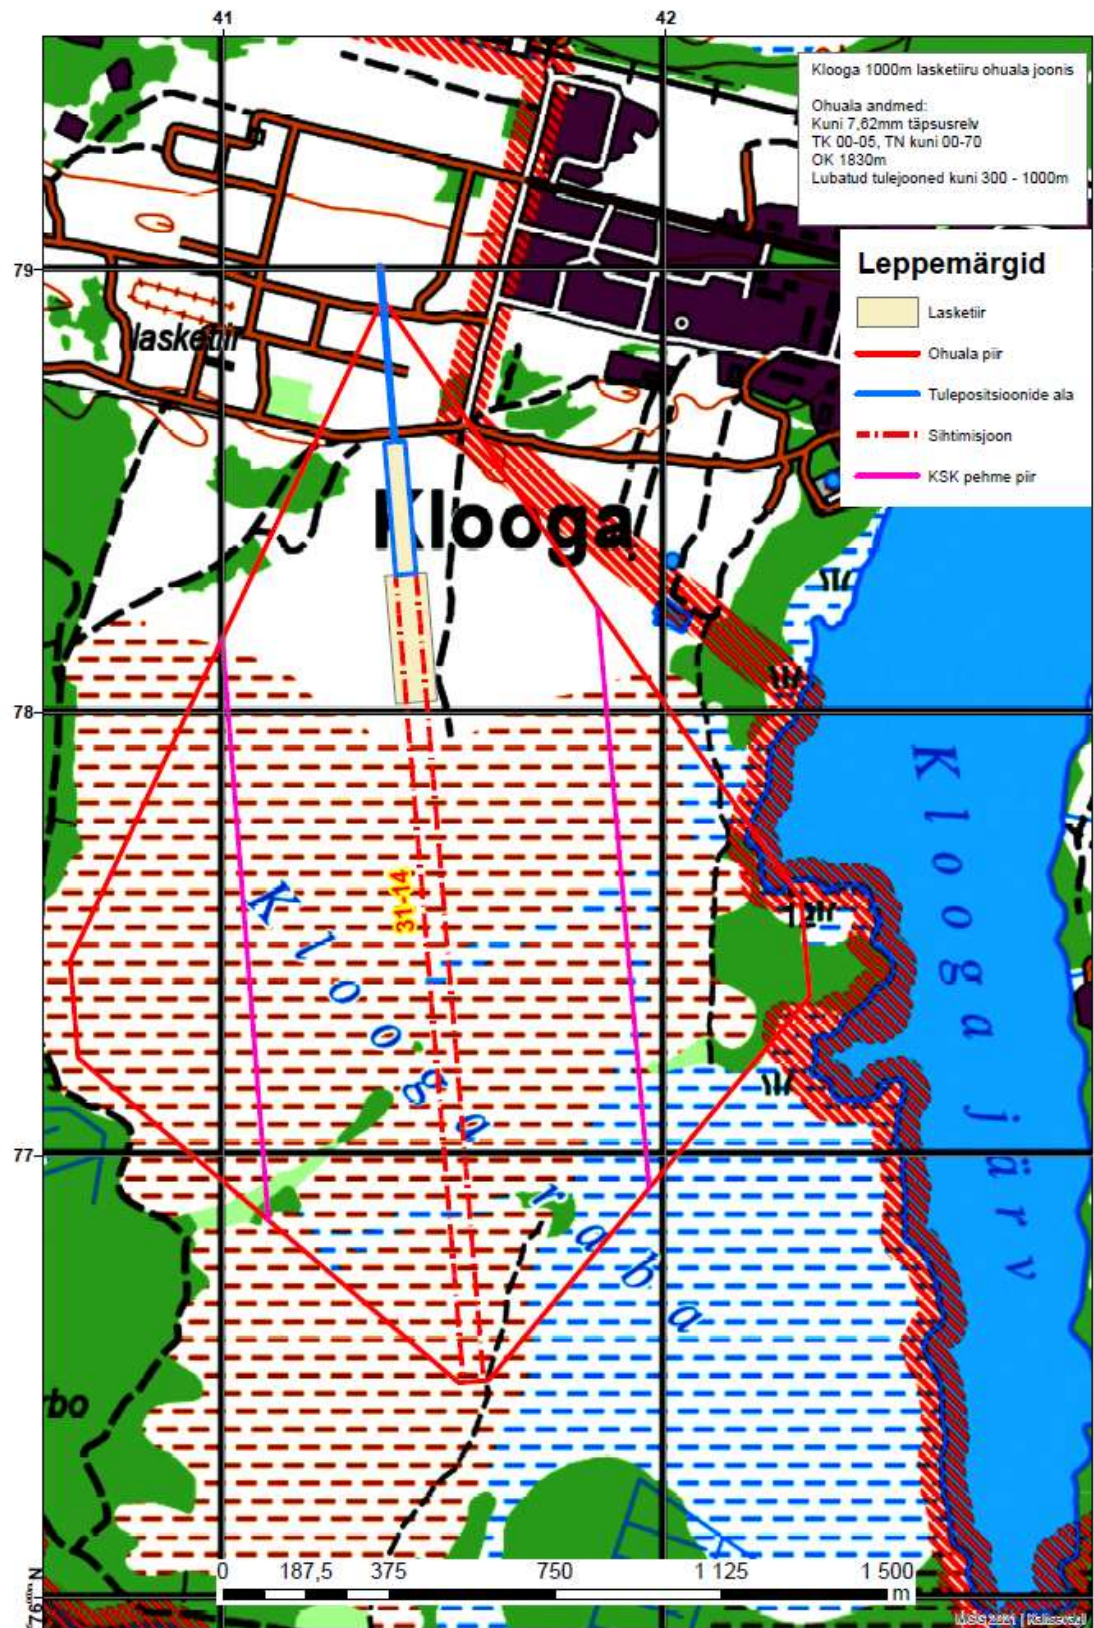 41 42
Klooga 1000m lasketiiru ohuala joonis
Ohuala andmed:
Kuni 7,62mm täpsusrelv
TK 00-05, TN kuni 00-70
OK 1830m
Lubatud tulejooned kuni 300 - 1000m
Leppemärgid
Lasketiir
Ohuala piir
Tulepositsioonide ala
Sihtimisjoon
KSK pehme piir
79
lasketiir
Klooga
78
Klooga järv
31-14
Klooga raba
77
rbo
0 187,5 375 750 1 125 1 500
m
76
N